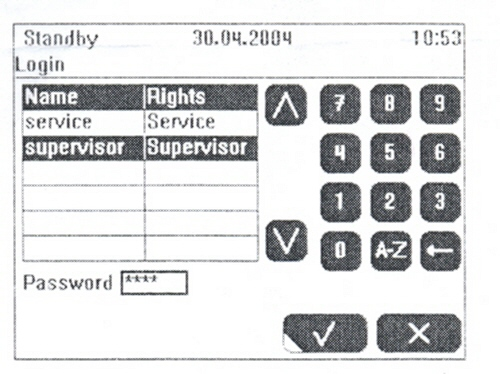 Standby 30.04.2004 10:53
Login
Name Rights
service Service
supervisor Supervisor
7 8 9
4 5 6
1 2 3
0 A-Z
Password ****